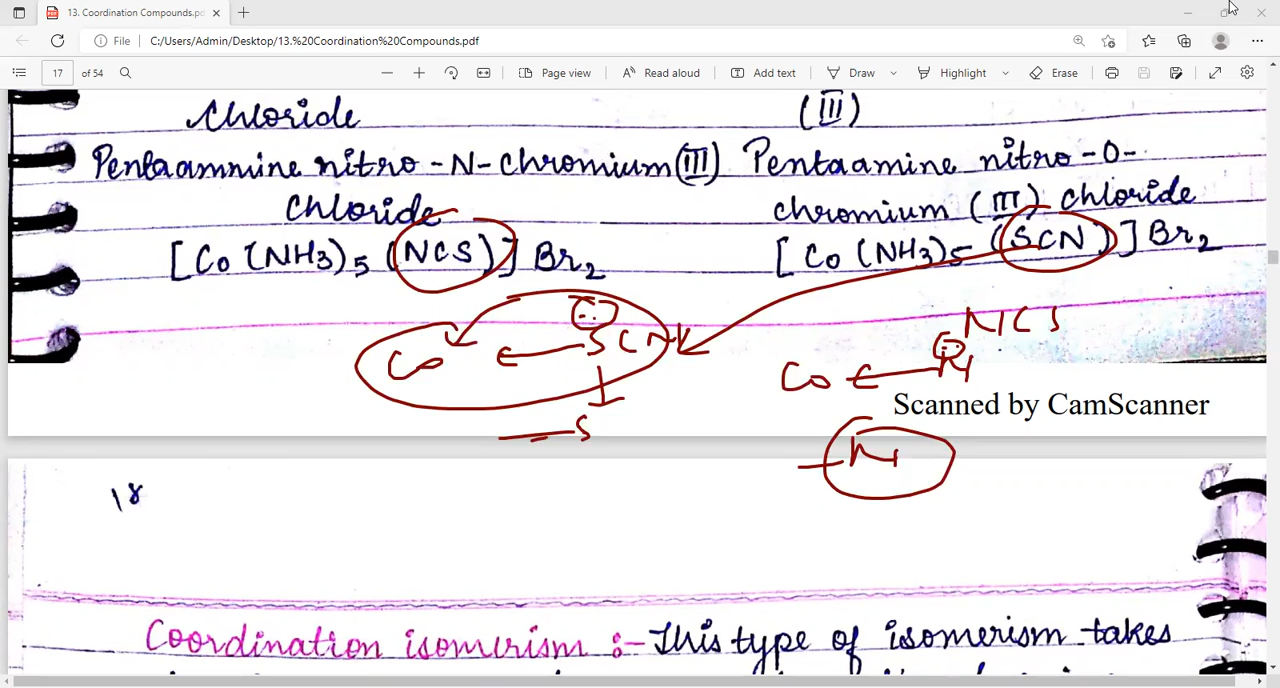 13. Coordination Compounds.pd
File C:/Users/Admin/Desktop/13.%20Coordination%20Compounds.pdf
17 of 54 Page view Read aloud Add text Draw Highlight Erase
Chloride (III)
Pentaammine nitro -N- Chromium (III) Pentaamine nitro -O-
Chloride chromium (III) chloride
[Co (NH3)5 (NCS)] Br2 [Co (NH3)5 (SCN)] Br2
NCS
Co SCN
Co N
Scanned by CamScanner
S
N
18
Coordination isomerism :- This type of isomerism takes